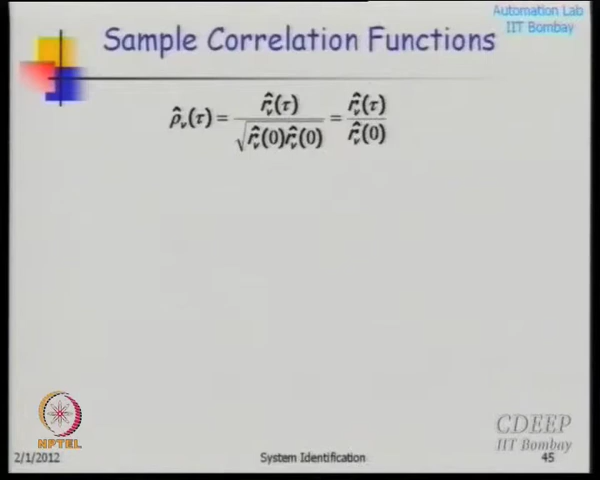 Automation Lab
IIT Bombay
Sample Correlation Functions
ρ̂ᵥ(τ) = r̂ᵥ(τ) / √(r̂ᵥ(0)r̂ᵥ(0)) = r̂ᵥ(τ) / r̂ᵥ(0)
NPTEL
CDEEP
IIT Bombay
2/1/2012
System Identification
45